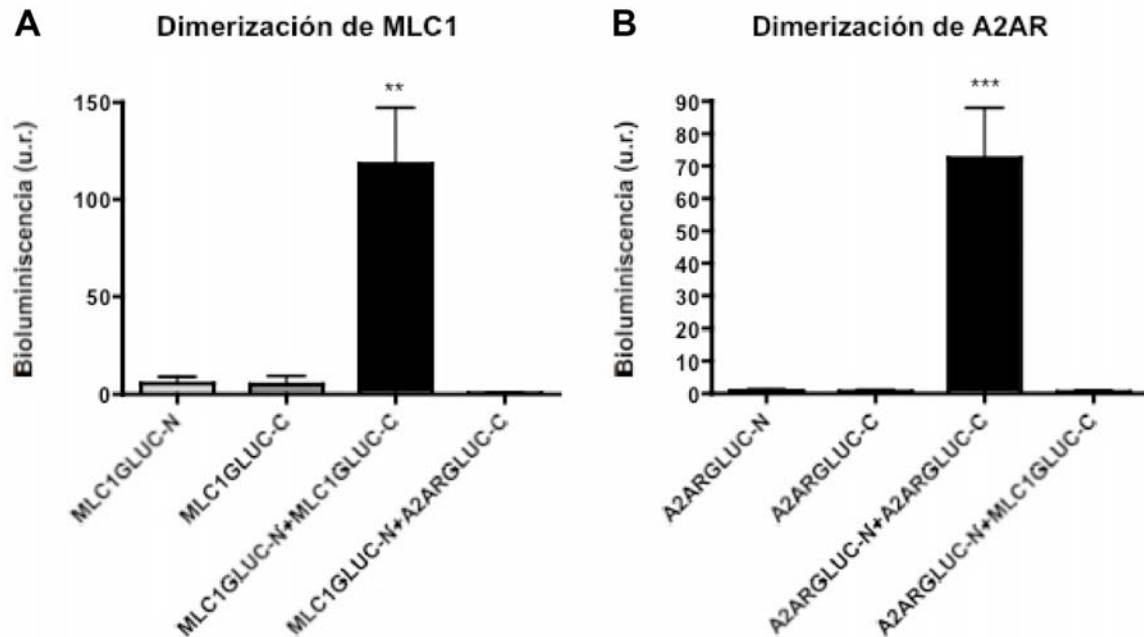 A
Dimerización de MLC1
Bioluminiscencia (u.r.)
150
100
50
0
**
MLC1GLUC-N
MLC1GLUC-C
MLC1GLUC-N+MLC1GLUC-C
MLC1GLUC-N+A2ARGLUC-C
B
Dimerización de A2AR
Bioluminiscencia (u.r.)
90
80
70
60
50
40
30
20
10
0
***
A2ARGLUC-N
A2ARGLUC-C
A2ARGLUC-N+A2ARGLUC-C
A2ARGLUC-N+MLC1GLUC-C